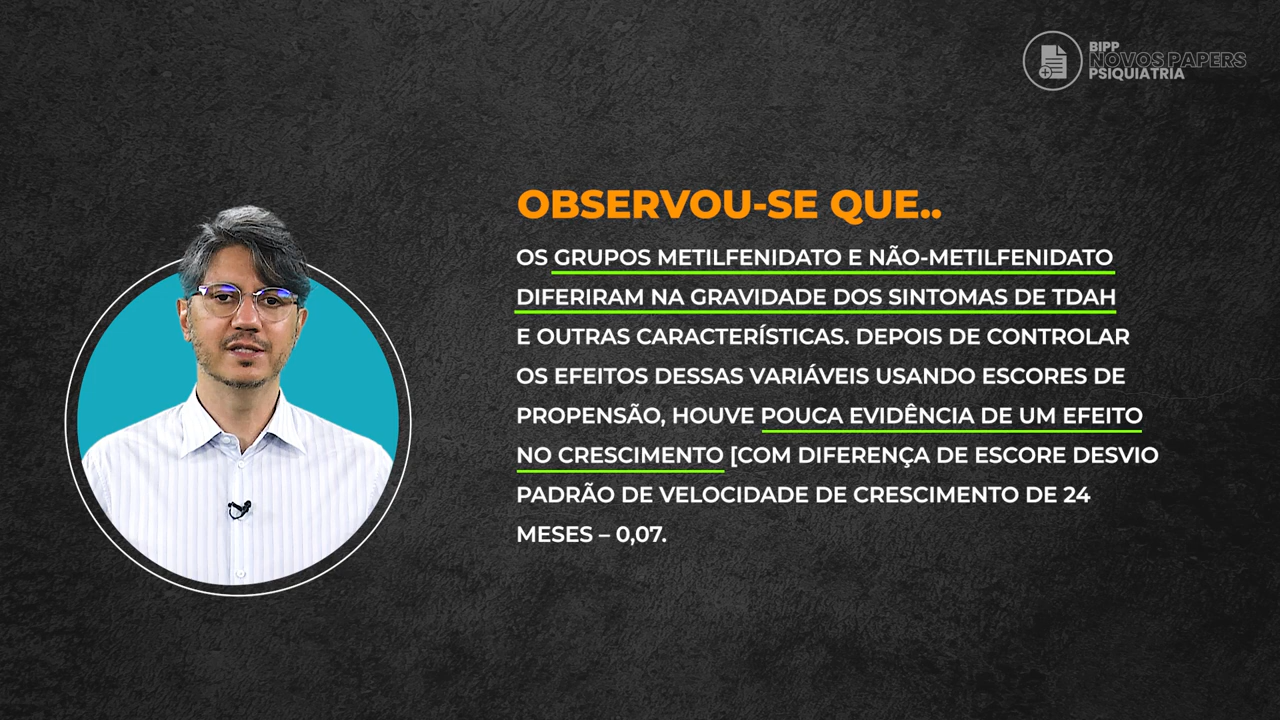 BIPP
NOVOS PAPERS
PSIQUIATRIA
OBSERVOU-SE QUE..
OS GRUPOS METILFENIDATO E NÃO-METILFENIDATO
DIFERIRAM NA GRAVIDADE DOS SINTOMAS DE TDAH
E OUTRAS CARACTERÍSTICAS. DEPOIS DE CONTROLAR
OS EFEITOS DESSAS VARIÁVEIS USANDO ESCORES DE
PROPENSÃO, HOUVE POUCA EVIDÊNCIA DE UM EFEITO
NO CRESCIMENTO [COM DIFERENÇA DE ESCORE DESVIO
PADRÃO DE VELOCIDADE DE CRESCIMENTO DE 24
MESES – 0,07.